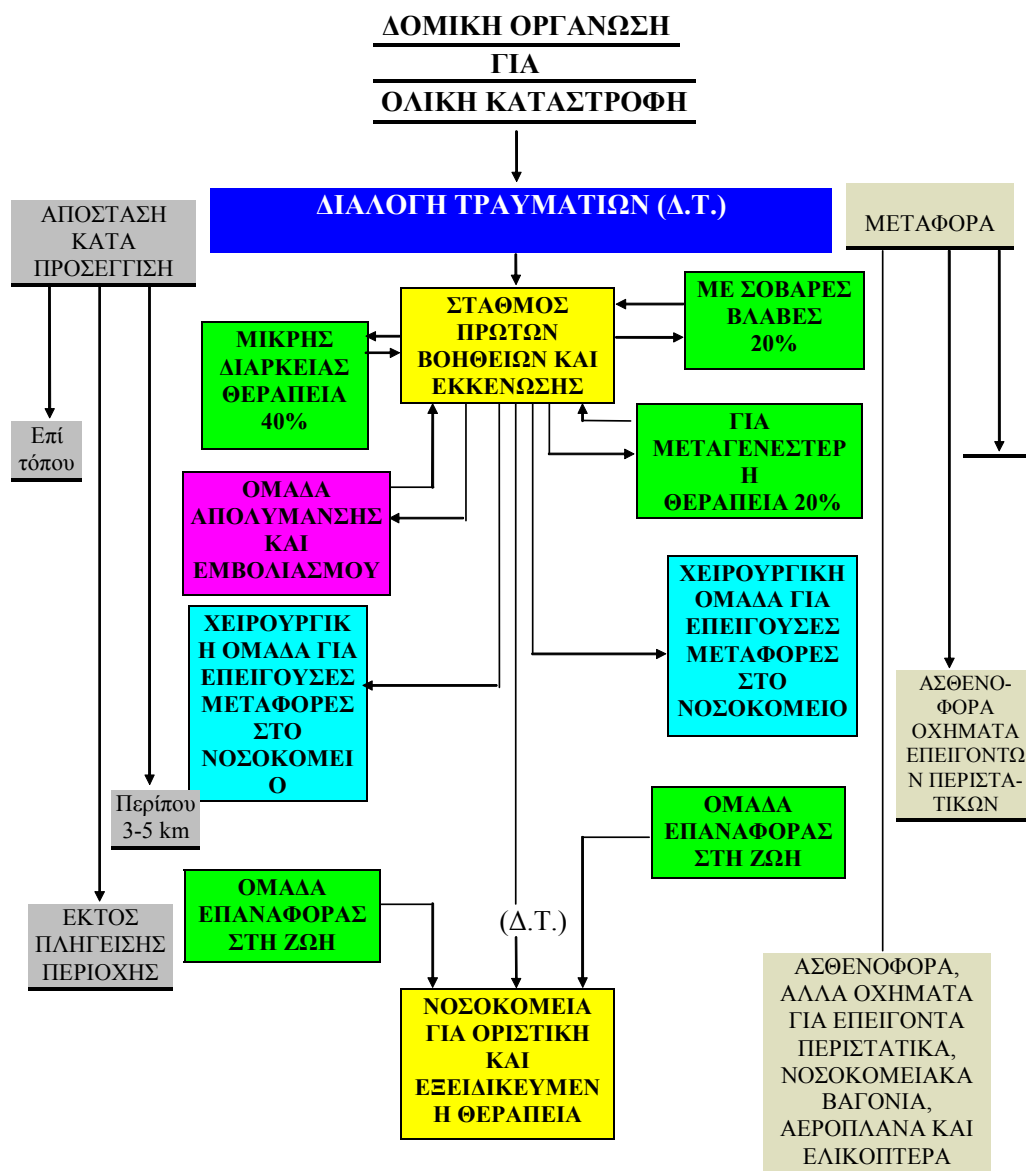 ΔΟΜΙΚΗ ΟΡΓΑΝΩΣΗ
ΓΙΑ
ΟΛΙΚΗ ΚΑΤΑΣΤΡΟΦΗ
ΔΙΑΛΟΓΗ ΤΡΑΥΜΑΤΙΩΝ (Δ.Τ.)
ΑΠΟΣΤΑΣΗ
ΚΑΤΑ
ΠΡΟΣΕΓΓΙΣΗ
ΜΕΤΑΦΟΡΑ
ΣΤΑΘΜΟΣ
ΠΡΩΤΩΝ
ΒΟΗΘΕΙΩΝ ΚΑΙ
ΕΚΚΕΝΩΣΗΣ
ΜΕ ΣΟΒΑΡΕΣ
ΒΛΑΒΕΣ
20%
ΜΙΚΡΗΣ
ΔΙΑΡΚΕΙΑΣ
ΘΕΡΑΠΕΙΑ
40%
ΓΙΑ
ΜΕΤΑΓΕΝΕΣΤΕΡ
Η
ΘΕΡΑΠΕΙΑ 20%
Επί
τόπου
ΟΜΑΔΑ
ΑΠΟΛΥΜΑΝΣΗΣ
ΚΑΙ
ΕΜΒΟΛΙΑΣΜΟΥ
ΧΕΙΡΟΥΡΓΙΚΗ
ΟΜΑΔΑ ΓΙΑ
ΕΠΕΙΓΟΥΣΕΣ
ΜΕΤΑΦΟΡΕΣ
ΣΤΟ
ΝΟΣΟΚΟΜΕΙΟ
ΧΕΙΡΟΥΡΓΙΚ
Η ΟΜΑΔΑ ΓΙΑ
ΕΠΕΙΓΟΥΣΕΣ
ΜΕΤΑΦΟΡΕΣ
ΣΤΟ
ΝΟΣΟΚΟΜΕΙ
Ο
ΑΣΘΕΝΟ-
ΦΟΡΑ
ΟΧΗΜΑΤΑ
ΕΠΕΙΓΟΝΤΩ
Ν ΠΕΡΙΣΤΑ-
ΤΙΚΩΝ
Περίπου
3-5 km
ΟΜΑΔΑ
ΕΠΑΝΑΦΟΡΑΣ
ΣΤΗ ΖΩΗ
ΟΜΑΔΑ
ΕΠΑΝΑΦΟΡΑΣ
ΣΤΗ ΖΩΗ
(Δ.Τ.)
ΕΚΤΟΣ
ΠΛΗΓΕΙΣΗΣ
ΠΕΡΙΟΧΗΣ
ΝΟΣΟΚΟΜΕΙΑ
ΓΙΑ ΟΡΙΣΤΙΚΗ
ΚΑΙ
ΕΞΕΙΔΙΚΕΥΜΕΝ
Η ΘΕΡΑΠΕΙΑ
ΑΣΘΕΝΟΦΟΡΑ,
ΑΛΛΑ ΟΧΗΜΑΤΑ
ΓΙΑ ΕΠΕΙΓΟΝΤΑ
ΠΕΡΙΣΤΑΤΙΚΑ,
ΝΟΣΟΚΟΜΕΙΑΚΑ
ΒΑΓΟΝΙΑ,
ΑΕΡΟΠΛΑΝΑ ΚΑΙ
ΕΛΙΚΟΠΤΕΡΑ